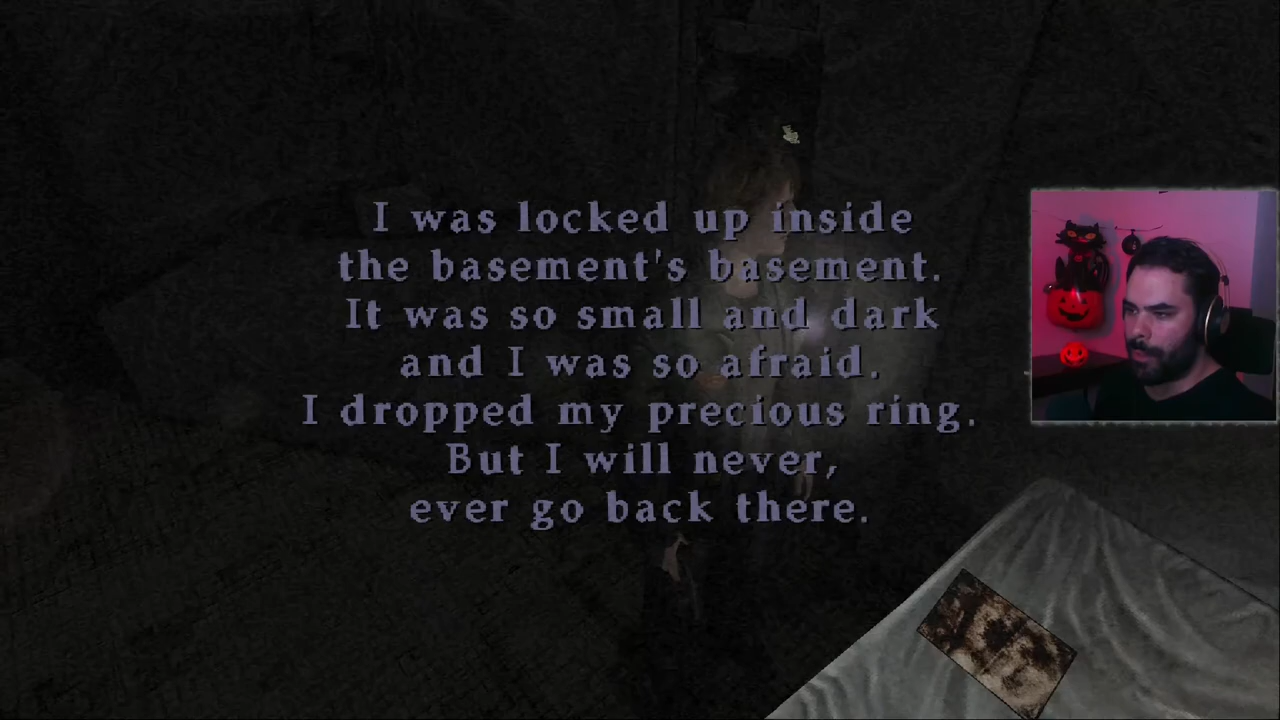 I was locked up inside
the basement's basement.
It was so small and dark
and I was so afraid.
I dropped my precious ring.
But I will never,
ever go back there.